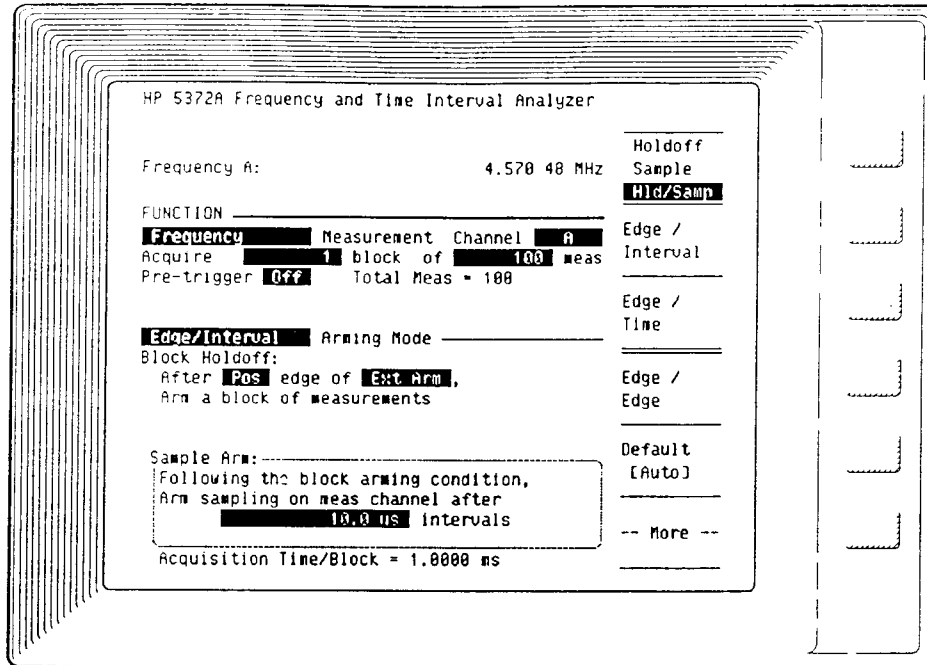 HP 5372A Frequency and Time Interval Analyzer
Frequency A: 4.570 48 MHz
FUNCTION
Frequency Measurement Channel A
Acquire 1 block of 100 meas
Pre-trigger Off Total Meas = 100
Edge/Interval Arming Mode
Block Holdoff:
After Pos edge of Ext Arm,
Arm a block of measurements
Sample Arm:
Following the block arming condition,
Arm sampling on meas channel after
10.0 us intervals
Acquisition Time/Block = 1.0000 ms
Holdoff
Sample
Hld/Samp
Edge /
Interval
Edge /
Time
Edge /
Edge
Default
[Auto]
-- More --